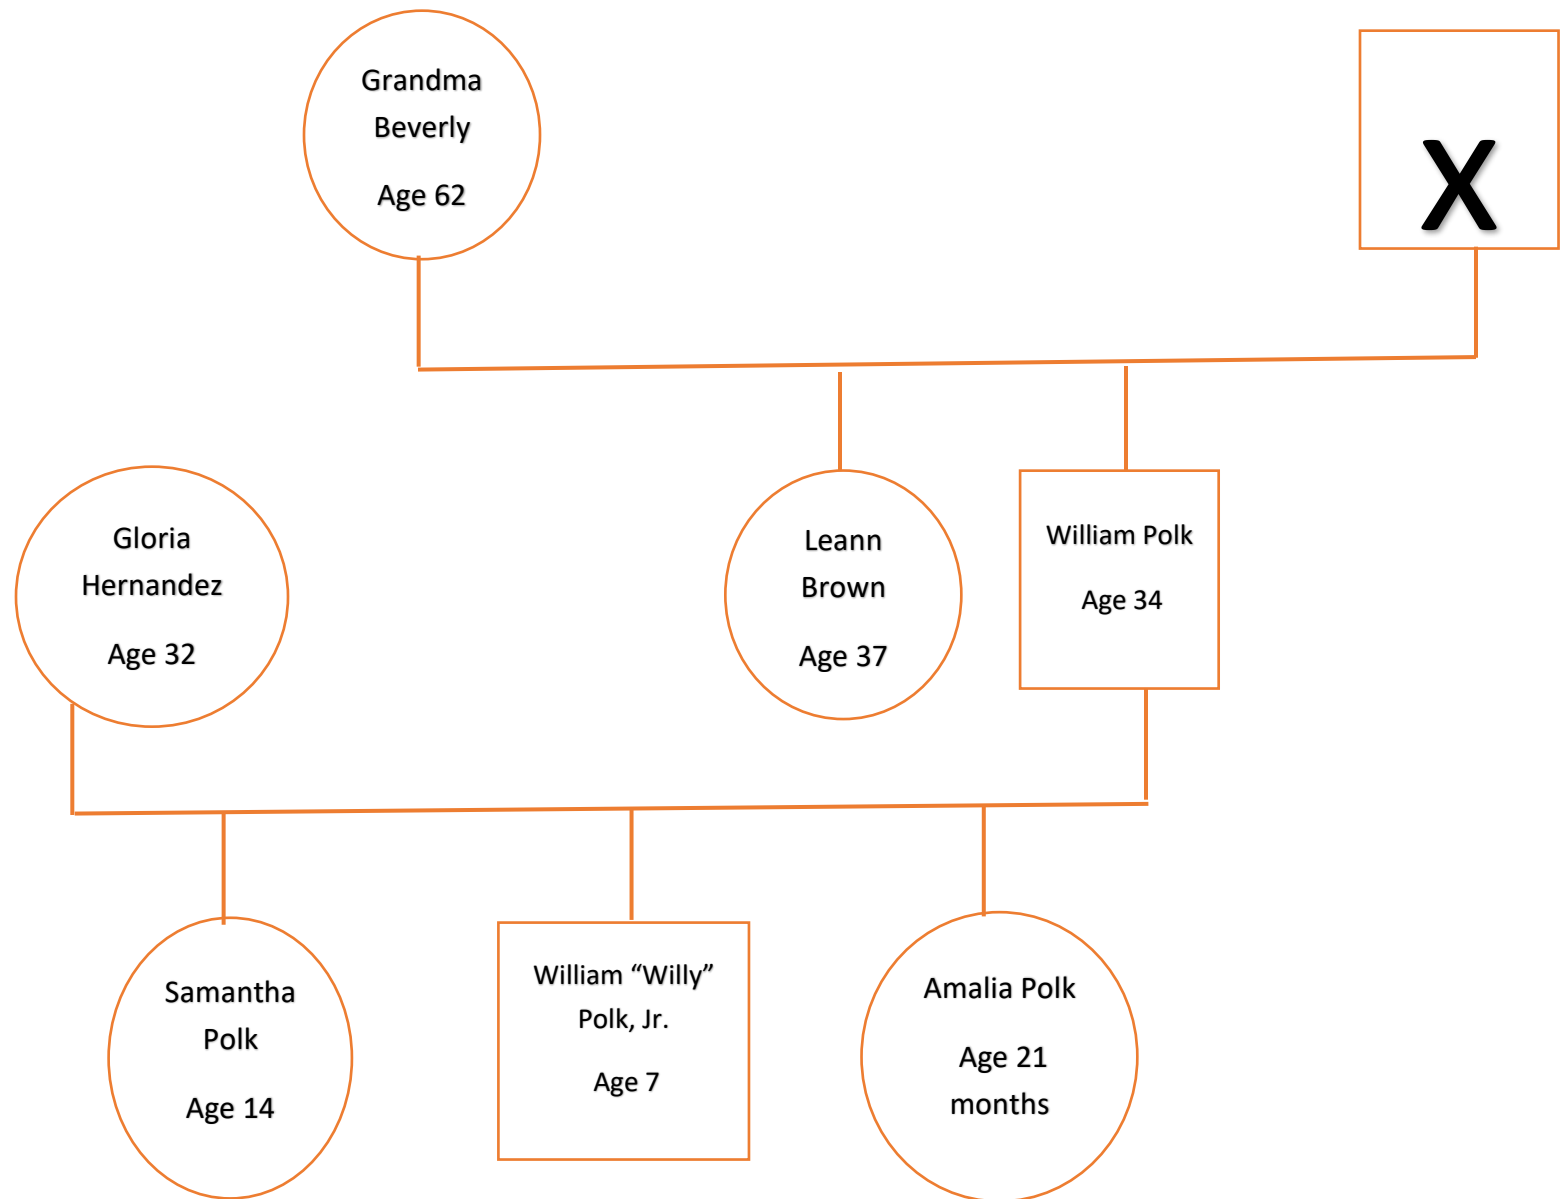 Grandma
Beverly
Age 62
X
Gloria
Hernandez
Age 32
Leann
Brown
Age 37
William Polk
Age 34
Samantha
Polk
Age 14
William “Willy”
Polk, Jr.
Age 7
Amalia Polk
Age 21
months